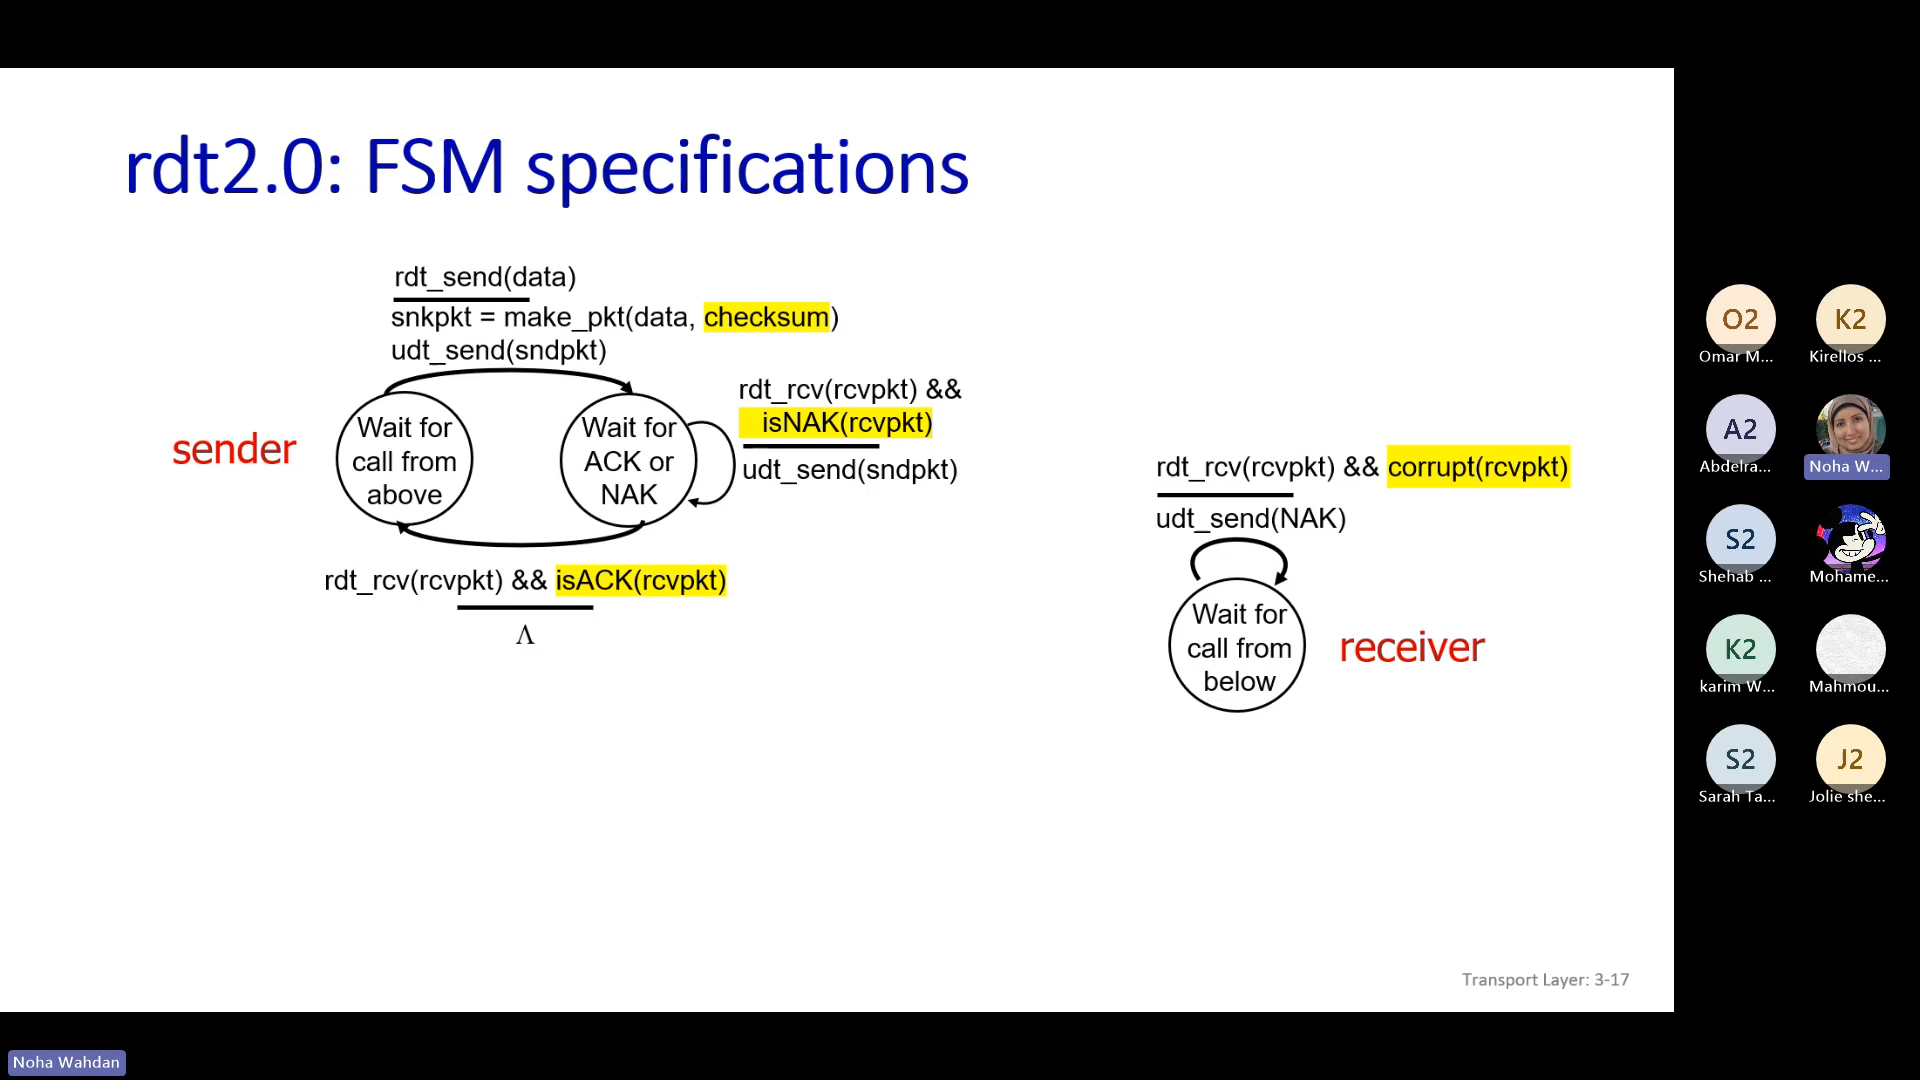 rdt2.0: FSM specifications
rdt_send(data)
snkpkt = make_pkt(data, checksum)
udt_send(sndpkt)
rdt_rcv(rcvpkt) &&
isNAK(rcvpkt)
udt_send(sndpkt)
sender
Wait for
call from
above
Wait for
ACK or
NAK
rdt_rcv(rcvpkt) && isACK(rcvpkt)
Λ
rdt_rcv(rcvpkt) && corrupt(rcvpkt)
udt_send(NAK)
Wait for
call from
below
receiver
Transport Layer: 3-17
O2
Omar M...
K2
Kirellos ...
A2
Abdelra...
Noha W...
S2
Shehab ...
Mohame...
K2
karim W...
Mahmou...
S2
Sarah Ta...
J2
Jolie she...
Noha Wahdan